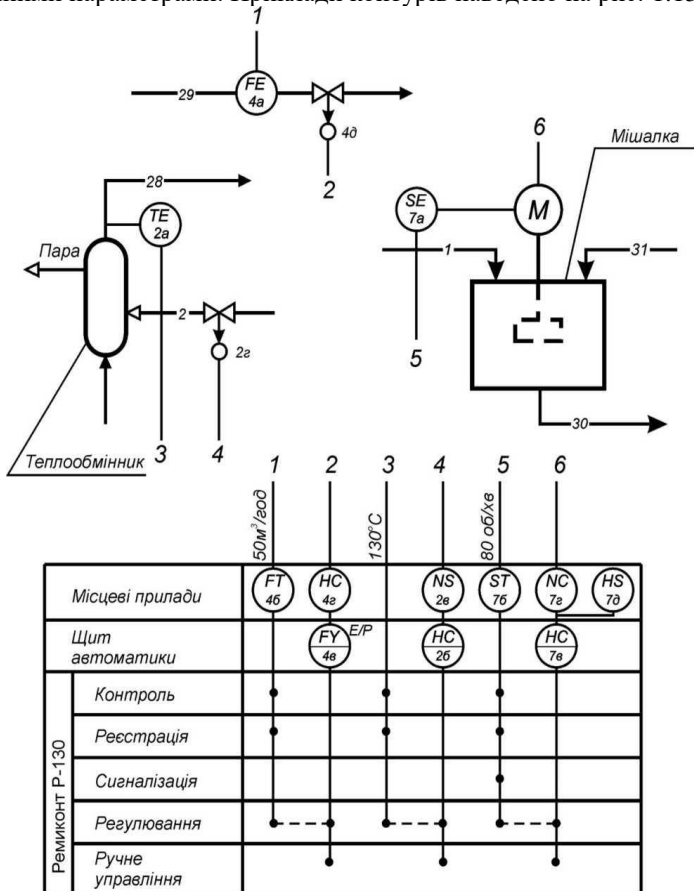 1
29
FE
4а
4д
2
6
Мішалка
28
TE
2а
SE
7а
M
Пара
1
31
2
2г
5
30
Теплообмінник
3
4
1
2
3
4
5
6
50м³/год
130°С
80 об/хв
Місцеві прилади
FT
4б
HC
4г
NS
2в
ST
7б
NC
7г
HS
7д
Щит
автоматики
FY
4в
E/P
HC
2б
HC
7в
Ремиконт Р-130
Контроль
Реєстрація
Сигналізація
Регулювання
Ручне
управління